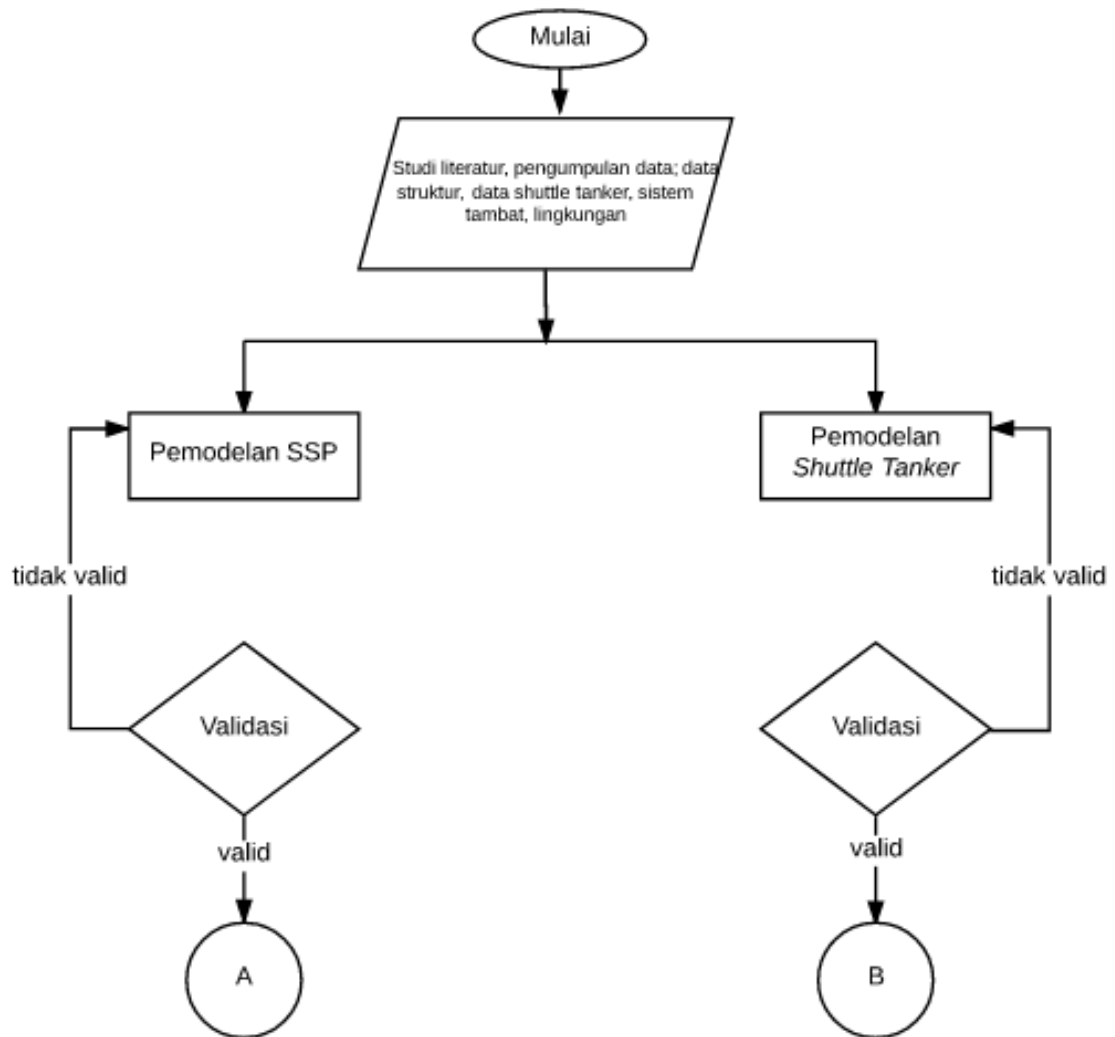 Mulai
Studi literatur, pengumpulan data; data
struktur, data shuttle tanker, sistem
tambat, lingkungan
Pemodelan SSP
Pemodelan
Shuttle Tanker
tidak valid
tidak valid
Validasi
Validasi
valid
valid
A
B